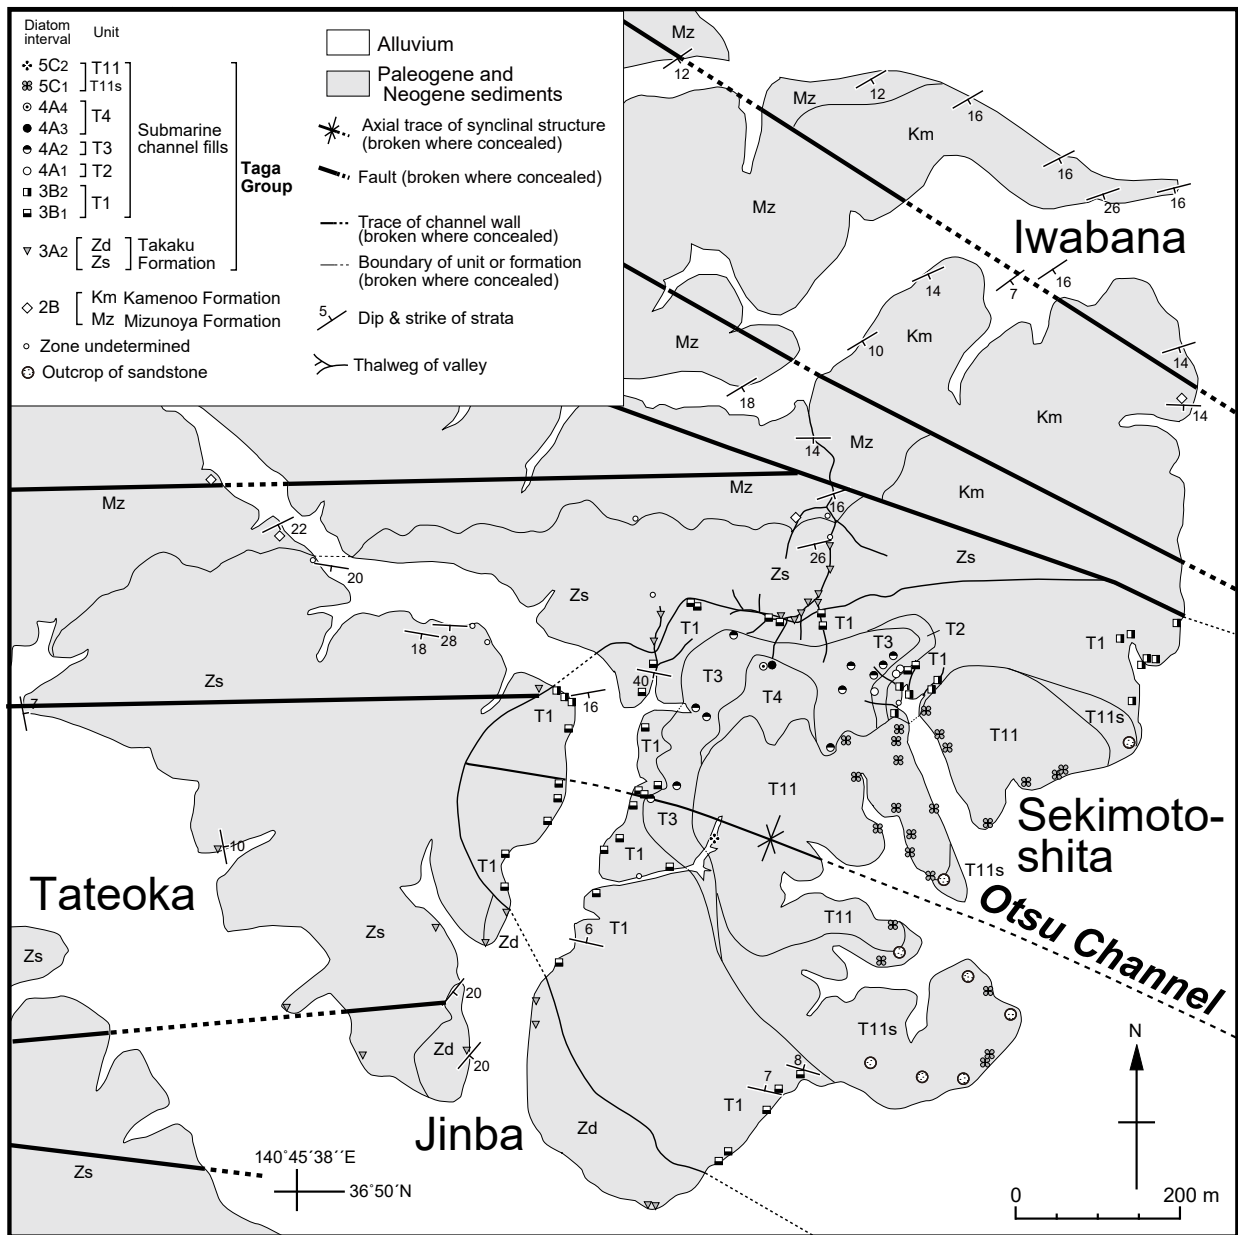 Diatom
interval
Unit
5C2
T11
5C1
T11s
4A4
T4
4A3
4A2
T3
4A1
T2
3B2
T1
3B1
Submarine
channel fills
Taga
Group
3A2
Zd
Zs
Takaku
Formation
2B
Km Kamenoo Formation
Mz Mizunoya Formation
Zone undetermined
Outcrop of sandstone
Alluvium
Paleogene and
Neogene sediments
Axial trace of synclinal structure
(broken where concealed)
Fault (broken where concealed)
Trace of channel wall
(broken where concealed)
Boundary of unit or formation
(broken where concealed)
5
Dip & strike of strata
Thalweg of valley
Mz
12
Mz
12
16
Km
16
26
16
Mz
Iwabana
14
7
16
Mz
Km
10
14
18
14
Km
14
Mz
Mz
Mz
Km
16
22
26
Zs
20
Zs
Zs
T1
T1
T2
18
28
T3
T1
T1
Zs
40
T3
T4
7
T1
16
T11s
T11
T1
T11
T3
Sekimoto-
shita
10
T1
T1
T11s
Tateoka
Otsu Channel
T11
Zs
Zd
6
T1
Zs
20
T11s
N
Zd
20
8
7
T1
Jinba
Zd
140°45´38´´E
Zs
36°50´N
0
200 m